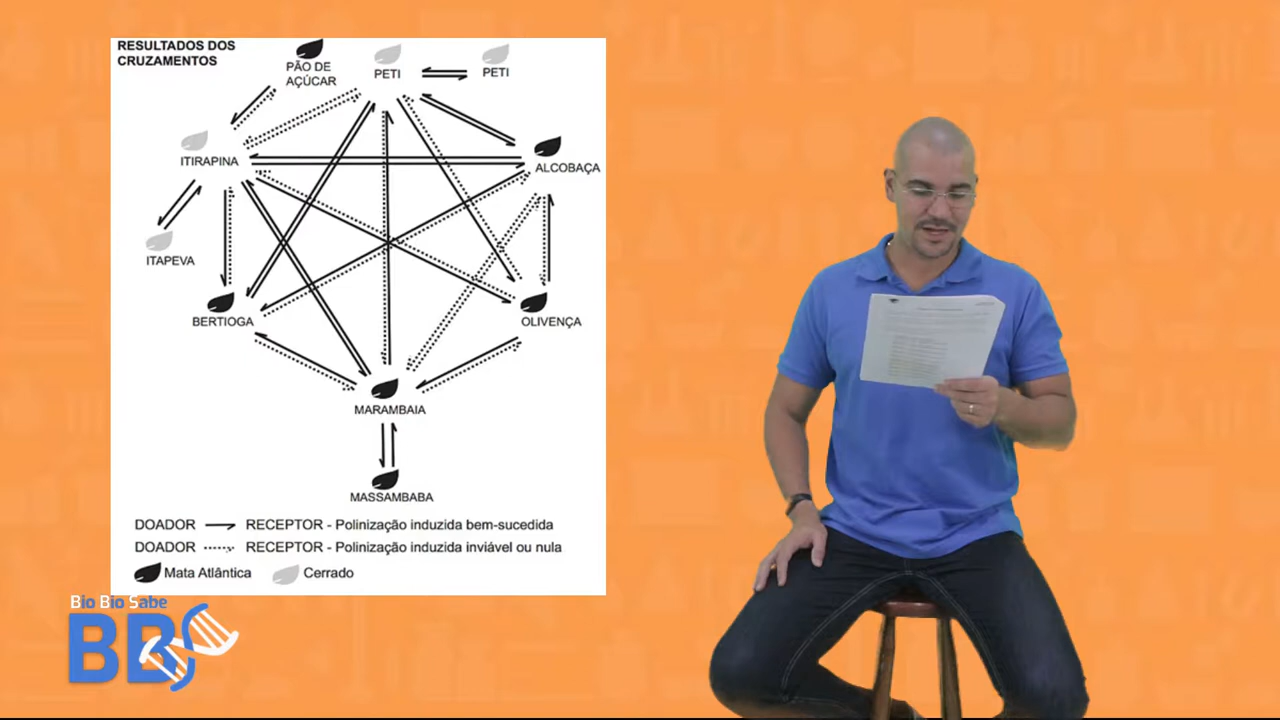 RESULTADOS DOS
CRUZAMENTOS
PÃO DE
AÇÚCAR
PETI
PETI
ITIRAPINA
ALCOBAÇA
ITAPEVA
BERTIOGA
OLIVENÇA
MARAMBAIA
MASSAMBABA
DOADOR RECEPTOR - Polinização induzida bem-sucedida
DOADOR RECEPTOR - Polinização induzida inviável ou nula
Mata Atlântica Cerrado
Bio Bio Sabe
BBS